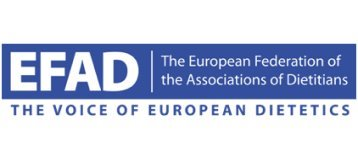 EFAD
The European Federation of
the Associations of Dietitians
THE VOICE OF EUROPEAN DIETETICS